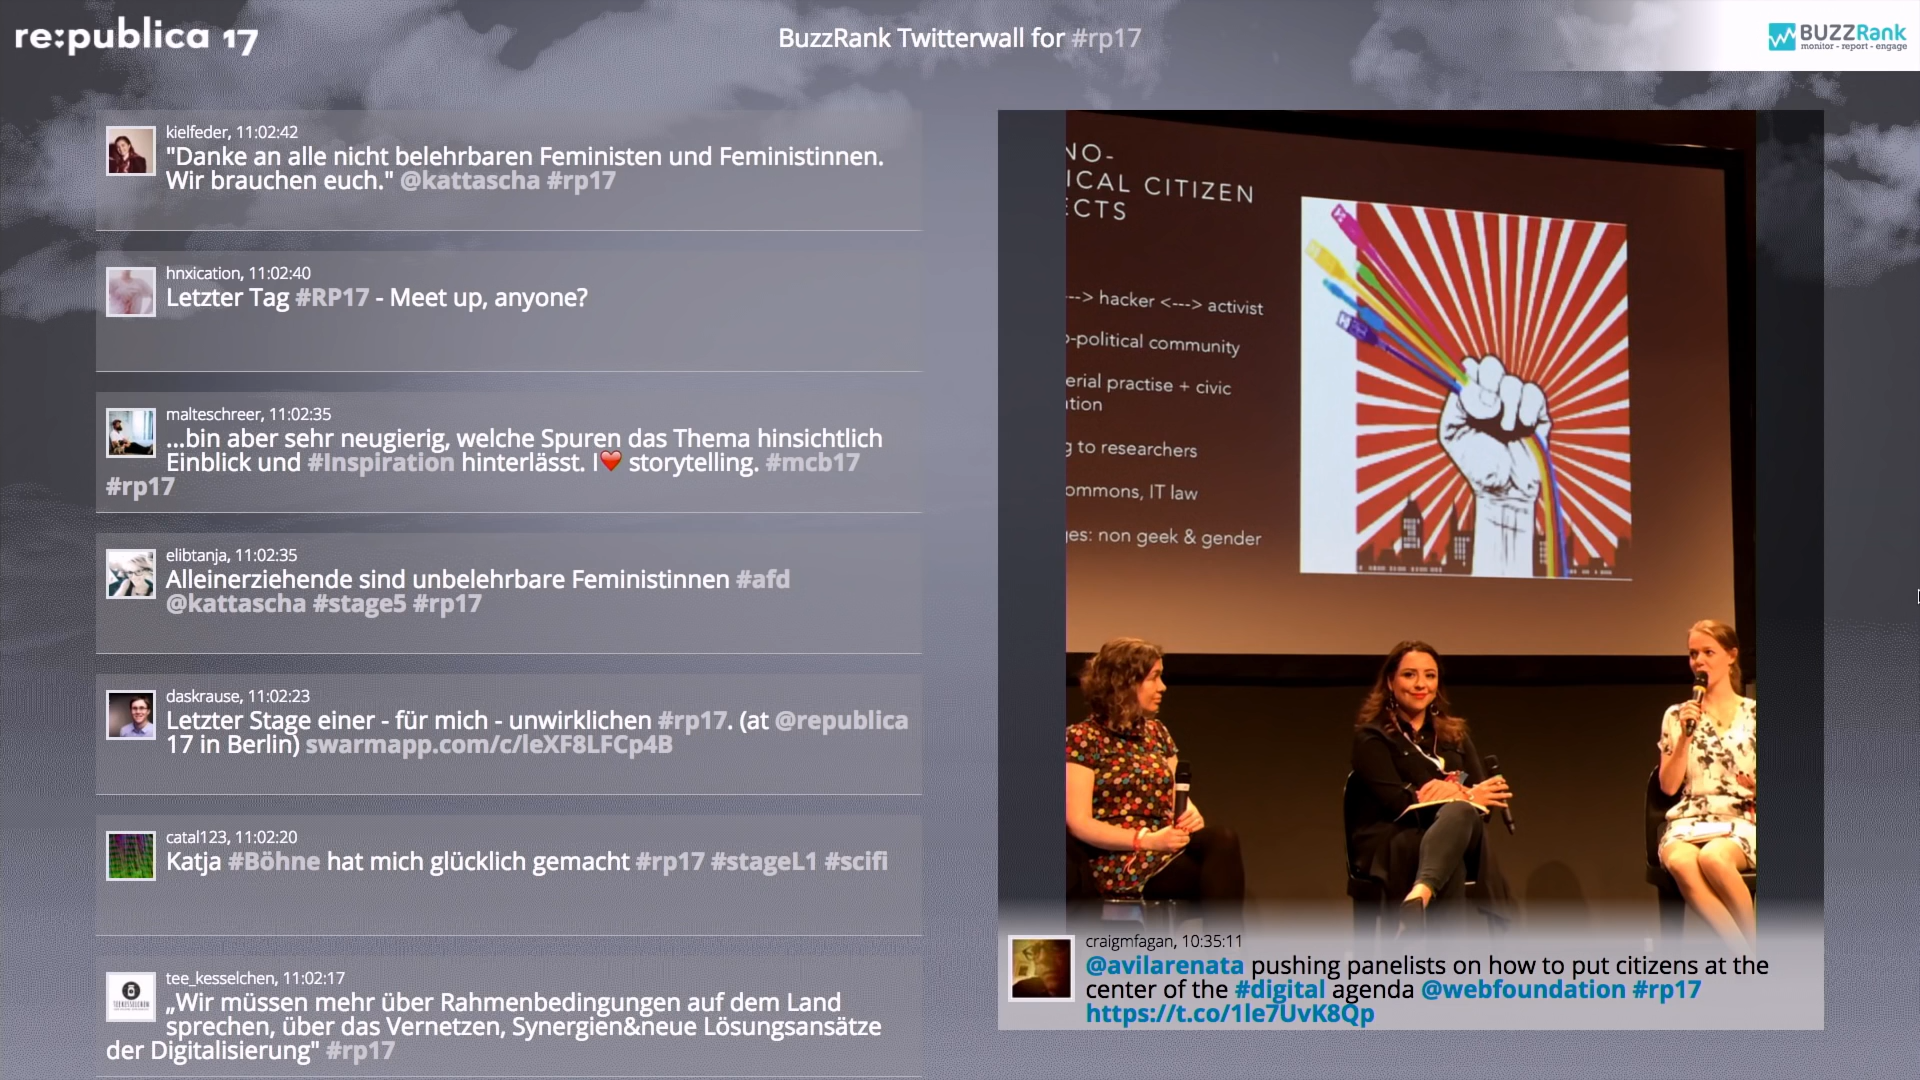 re:publica 17
BuzzRank Twitterwall for #rp17
BUZZRank
monitor - report - engage
kielfeder, 11:02:42
"Danke an alle nicht belehrbaren Feministen und Feministinnen.
Wir brauchen euch." @kattascha #rp17
hnxication, 11:02:40
Letzter Tag #RP17 - Meet up, anyone?
malteschreer, 11:02:35
...bin aber sehr neugierig, welche Spuren das Thema hinsichtlich
Einblick und #Inspiration hinterlässt. I❤ storytelling. #mcb17
#rp17
elibtanja, 11:02:35
Alleinerziehende sind unbelehrbare Feministinnen #afd
@kattascha #stage5 #rp17
daskrause, 11:02:23
Letzter Stage einer - für mich - unwirklichen #rp17. (at @republica
17 in Berlin) swarmapp.com/c/leXF8LFCp4B
catal123, 11:02:20
Katja #Böhne hat mich glücklich gemacht #rp17 #stageL1 #scifi
tee_kesselchen, 11:02:17
„Wir müssen mehr über Rahmenbedingungen auf dem Land
sprechen, über das Vernetzen, Synergien&neue Lösungsansätze
der Digitalisierung" #rp17
NO-
ICAL CITIZEN
ECTS
--> hacker <---> activist
o-political community
erial practise + civic
ation
g to researchers
ommons, IT law
ges: non geek & gender
craigmfagan, 10:35:11
@avilarenata pushing panelists on how to put citizens at the
center of the #digital agenda @webfoundation #rp17
https://t.co/1le7UvK8Qp